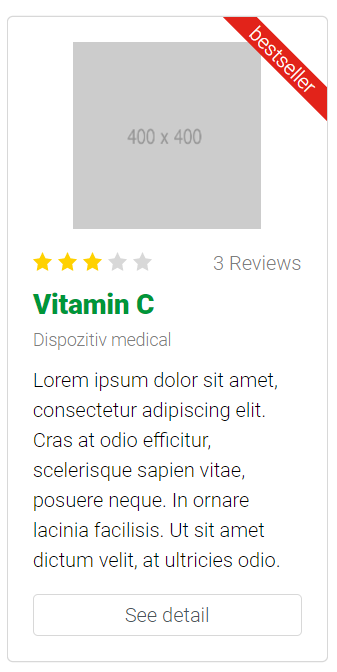 bestseller
400 x 400
3 Reviews
Vitamin C
Dispozitiv medical
Lorem ipsum dolor sit amet,
consectetur adipiscing elit.
Cras at odio efficitur,
scelerisque sapien vitae,
posuere neque. In ornare
lacinia facilisis. Ut sit amet
dictum velit, at ultricies odio.
See detail